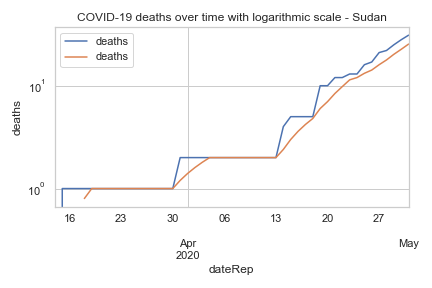 COVID-19 deaths over time with logarithmic scale - Sudan
deaths
deaths
deaths
10¹
10⁰
16 23 30 06 13 20 27
Apr May
2020
dateRep